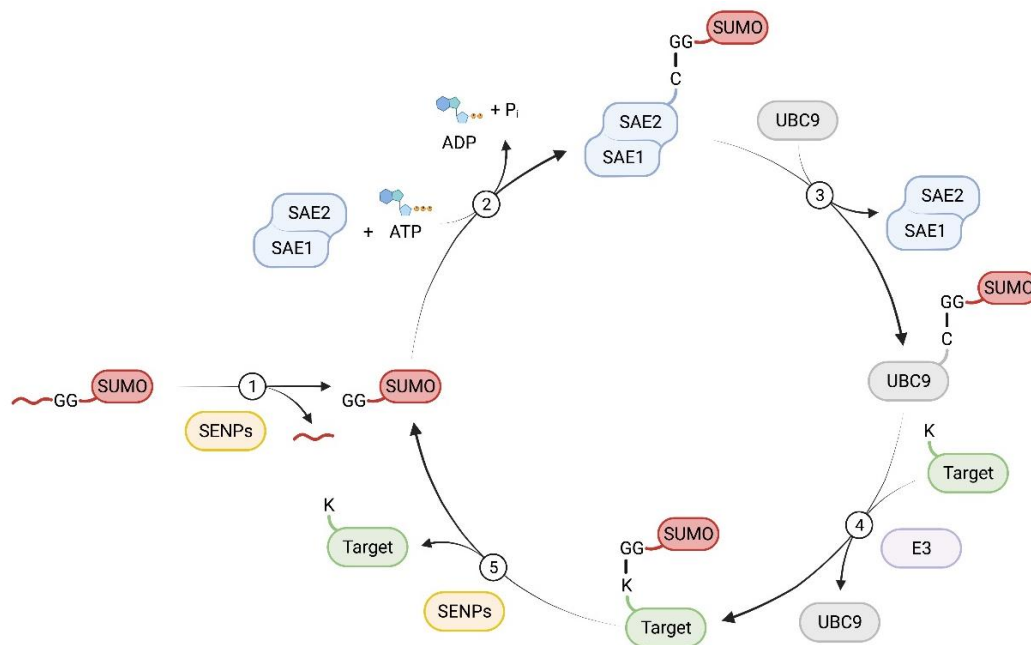 SUMO
GG
C
SAE2
SAE1
+ Pi
ADP
UBC9
2
3
SAE2
SAE1
+
ATP
SAE2
SAE1
SUMO
GG
C
UBC9
GG
SUMO
1
SENPs
GG
SUMO
K
Target
4
E3
UBC9
SUMO
GG
K
Target
K
Target
5
SENPs